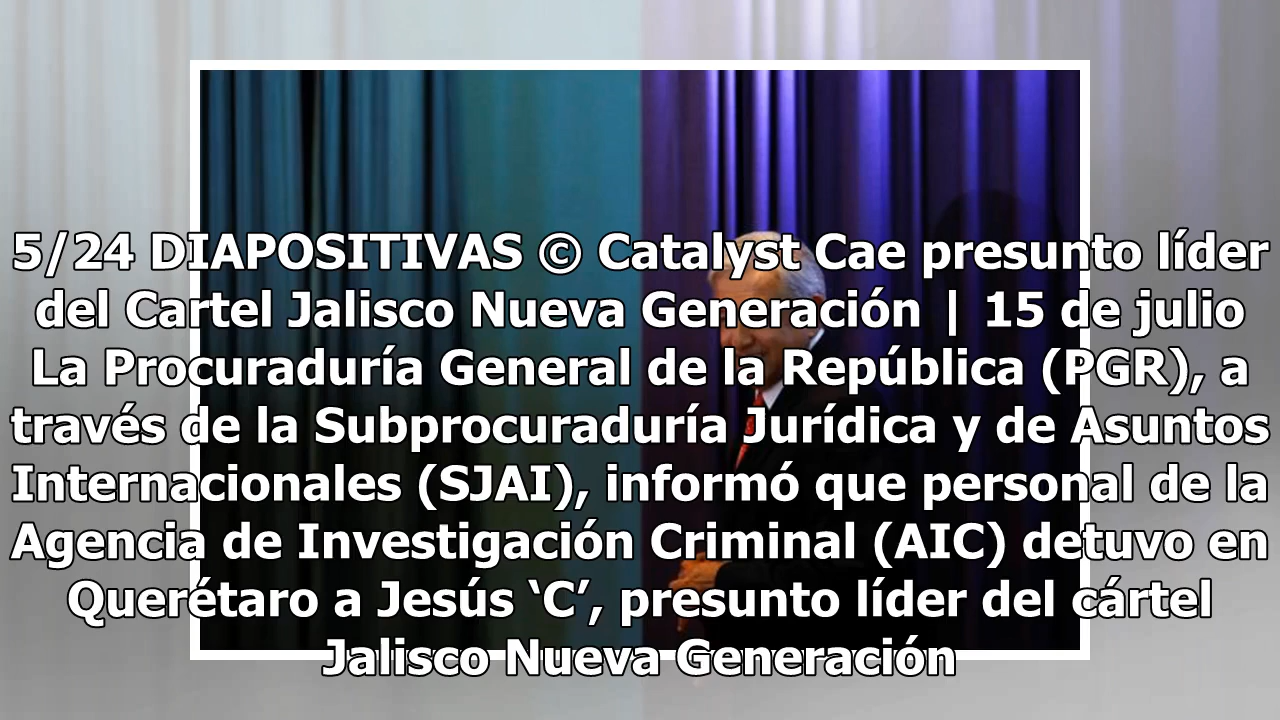 5/24 DIAPOSITIVAS © Catalyst Cae presunto líder
del Cartel Jalisco Nueva Generación | 15 de julio
La Procuraduría General de la República (PGR), a
través de la Subprocuraduría Jurídica y de Asuntos
Internacionales (SJAI), informó que personal de la
Agencia de Investigación Criminal (AIC) detuvo en
Querétaro a Jesús ‘C’, presunto líder del cártel
Jalisco Nueva Generación